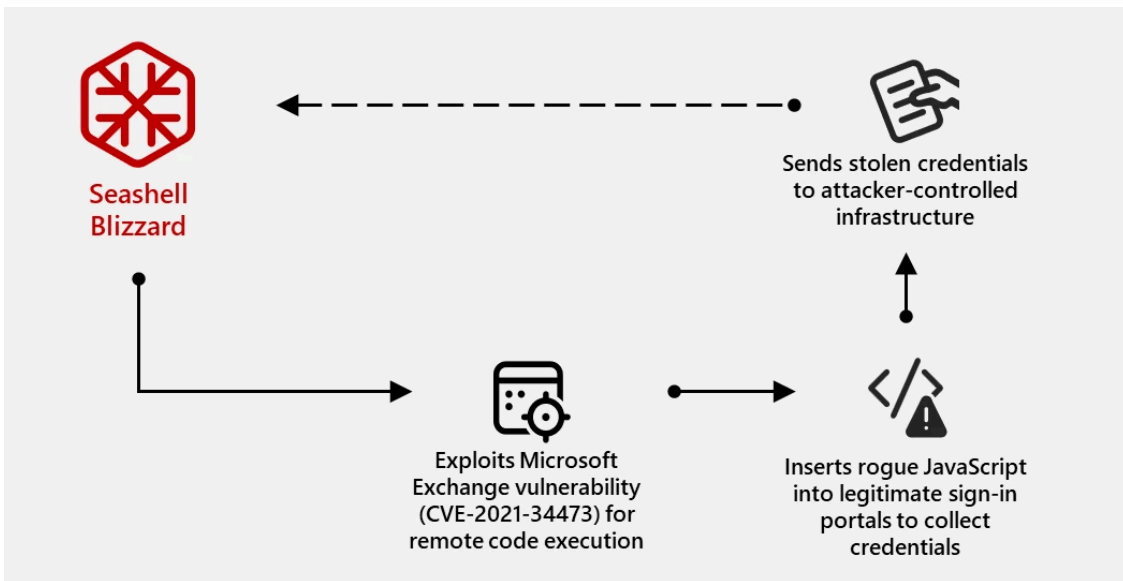 Seashell
Blizzard
Sends stolen credentials
to attacker-controlled
infrastructure
Exploits Microsoft
Exchange vulnerability
(CVE-2021-34473) for
remote code execution
Inserts rogue JavaScript
into legitimate sign-in
portals to collect
credentials